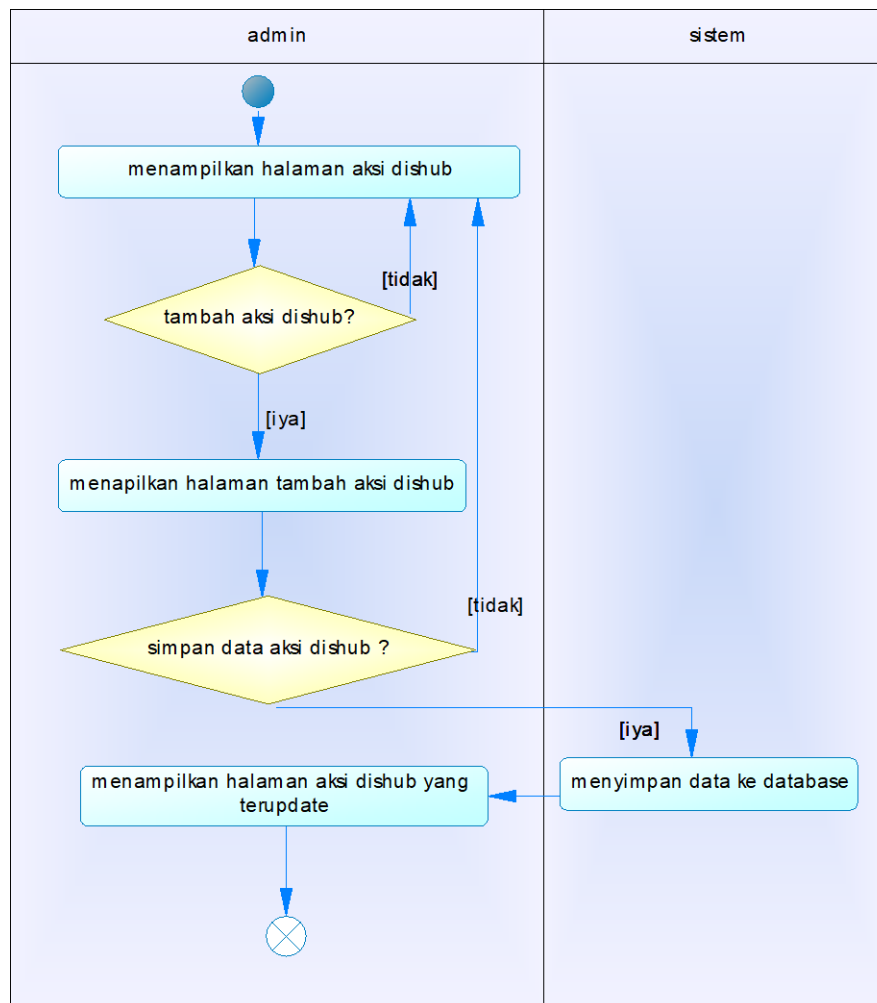 admin
sistem
menampilkan halaman aksi dishub
[tidak]
tambah aksi dishub?
[iya]
menapilkan halaman tambah aksi dishub
[tidak]
simpan data aksi dishub ?
[iya]
menampilkan halaman aksi dishub yang
terupdate
menyimpan data ke database